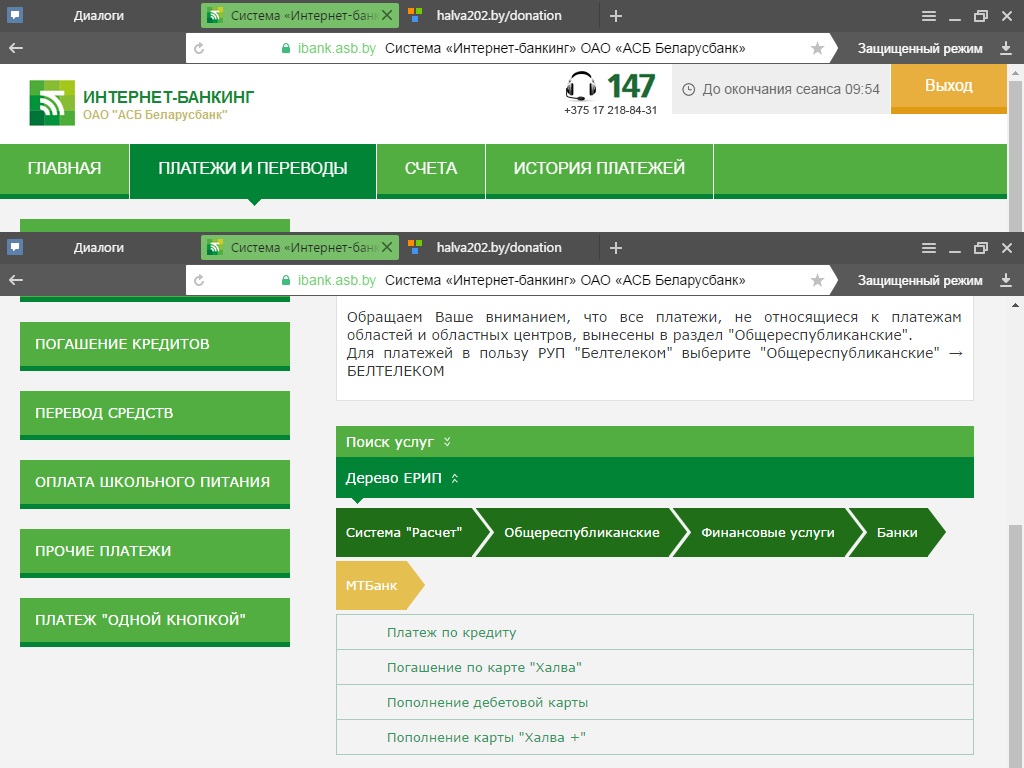 Диалоги
Система «Интернет-банк
halva202.by/donation
ibank.asb.by Система «Интернет-банкинг» ОАО «АСБ Беларусбанк»
Защищенный режим
ИНТЕРНЕТ-БАНКИНГ
ОАО "АСБ Беларусбанк"
147
+375 17 218-84-31
До окончания сеанса 09:54
Выход
ГЛАВНАЯ
ПЛАТЕЖИ И ПЕРЕВОДЫ
СЧЕТА
ИСТОРИЯ ПЛАТЕЖЕЙ
Диалоги
Система «Интернет-банк
halva202.by/donation
ibank.asb.by Система «Интернет-банкинг» ОАО «АСБ Беларусбанк»
Защищенный режим
ПОГАШЕНИЕ КРЕДИТОВ
ПЕРЕВОД СРЕДСТВ
ОПЛАТА ШКОЛЬНОГО ПИТАНИЯ
ПРОЧИЕ ПЛАТЕЖИ
ПЛАТЕЖ "ОДНОЙ КНОПКОЙ"
Обращаем Ваше вниманием, что все платежи, не относящиеся к платежам
областей и областных центров, вынесены в раздел "Общереспубликанские".
Для платежей в пользу РУП "Белтелеком" выберите "Общереспубликанские" →
БЕЛТЕЛЕКОМ
Поиск услуг
Дерево ЕРИП
Система "Расчет"
Общереспубликанские
Финансовые услуги
Банки
МТБанк
Платеж по кредиту
Погашение по карте "Халва"
Пополнение дебетовой карты
Пополнение карты "Халва +"